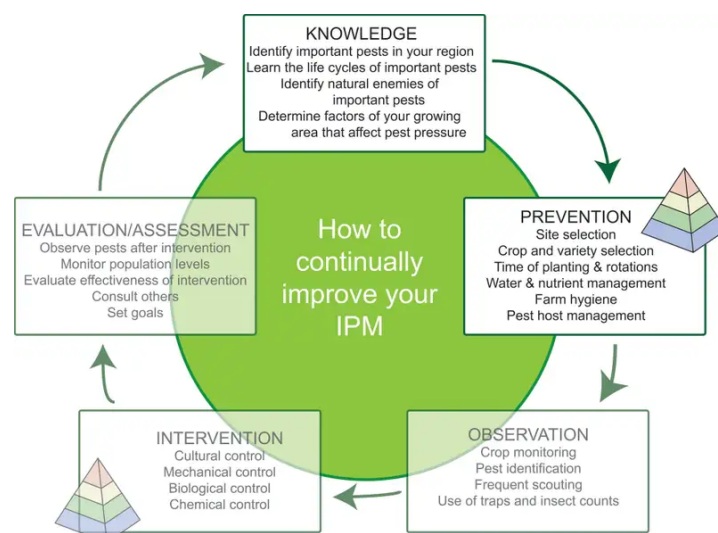 KNOWLEDGE
Identify important pests in your region
Learn the life cycles of important pests
Identify natural enemies of
important pests
Determine factors of your growing
area that affect pest pressure
PREVENTION
Site selection
Crop and variety selection
Time of planting & rotations
Water & nutrient management
Farm hygiene
Pest host management
OBSERVATION
Crop monitoring
Pest identification
Frequent scouting
Use of traps and insect counts
INTERVENTION
Cultural control
Mechanical control
Biological control
Chemical control
EVALUATION/ASSESSMENT
Observe pests after intervention
Monitor population levels
Evaluate effectiveness of intervention
Consult others
Set goals
How to
continually
improve your
IPM